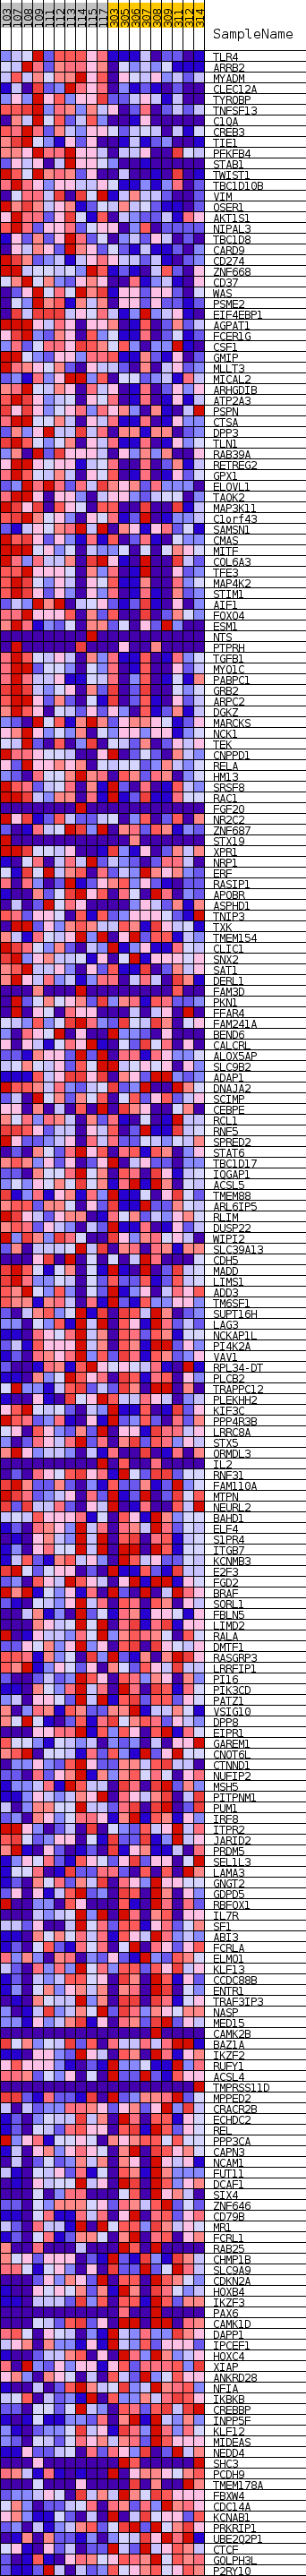 103 107 108 109 111 112 113 114 115 117 303 305 306 307 308 309 311 312 314
SampleName
TLR4
ARRB2
MYADM
CLEC12A
TYROBP
TNFSF13
C1QA
CREB3
TIE1
PFKFB4
STAB1
TWIST1
TBC1D10B
VIM
OSER1
AKT1S1
NIPAL3
TBC1D8
CARD9
CD274
ZNF668
CD37
WAS
PSME2
EIF4EBP1
AGPAT1
FCER1G
CSF1
GMIP
MLLT3
MICAL2
ARHGDIB
ATP2A3
PSPN
CTSA
DPP3
TLN1
RAB39A
RETREG2
GPX1
ELOVL1
TAOK2
MAP3K11
C1orf43
SAMSN1
CMAS
MITF
COL6A3
TFE3
MAP4K2
STIM1
AIF1
FOXO4
ESM1
NTS
PTPRH
TGFB1
MYO1C
PABPC1
GRB2
ARPC2
DGKZ
MARCKS
NCK1
TEK
CNPPD1
RELA
HM13
SRSF8
RAC1
FGF20
NR2C2
ZNF687
STX19
XPR1
NRP1
ERF
RASIP1
APOBR
ASPHD1
TNIP3
TXK
TMEM154
CLIC1
SNX2
SAT1
DERL1
FAM3D
PKN1
FFAR4
FAM241A
BEND6
CALCRL
ALOX5AP
SLC9B2
ADAP1
DNAJA2
SCIMP
CEBPE
RCL1
RNF5
SPRED2
STAT6
TBC1D17
IQGAP1
ACSL5
TMEM88
ARL6IP5
RLIM
DUSP22
WIPI2
SLC39A13
CDH5
MADD
LIMS1
ADD3
TM6SF1
SUPT16H
LAG3
NCKAP1L
PI4K2A
VAV1
RPL34-DT
PLCB2
TRAPPC12
PLEKHH2
KIF3C
PPP4R3B
LRRC8A
STX5
ORMDL3
IL2
RNF31
FAM110A
MTPN
NEURL2
BAHD1
ELF4
S1PR4
ITGB7
KCNMB3
E2F3
FGD2
BRAF
SORL1
FBLN5
LIMD2
RALA
DMTF1
RASGRP3
LRRFIP1
PI16
PIK3CD
PATZ1
VSIG10
DPP8
EIPR1
GAREM1
CNOT6L
CTNND1
NUFIP2
MSH5
PITPNM1
PUM1
IRF8
ITPR2
JARID2
PRDM5
SEL1L3
LAMA3
GNGT2
GDPD5
RBFOX1
IL7R
SF1
ABI3
FCRLA
ELMO1
KLF13
CCDC88B
ENTR1
TRAF3IP3
NASP
MED15
CAMK2B
BAZ1A
IKZF2
RUFY1
ACSL4
TMPRSS11D
MPPED2
CRACR2B
ECHDC2
REL
PPP3CA
CAPN3
NCAM1
FUT11
DCAF1
SIX4
ZNF646
CD79B
MR1
FCRL1
RAB25
CHMP1B
SLC9A9
CDKN2A
HOXB4
IKZF3
PAX6
CAMK1D
DAPP1
IPCEF1
HOXC4
XIAP
ANKRD28
NFIA
IKBKB
CREBBP
INPP5F
KLF12
MIDEAS
NEDD4
SHC3
PCDH9
TMEM178A
FBXW4
CDC14A
KCNAB1
PRKRIP1
UBE2Q2P1
CTCF
GOLPH3L
P2RY10